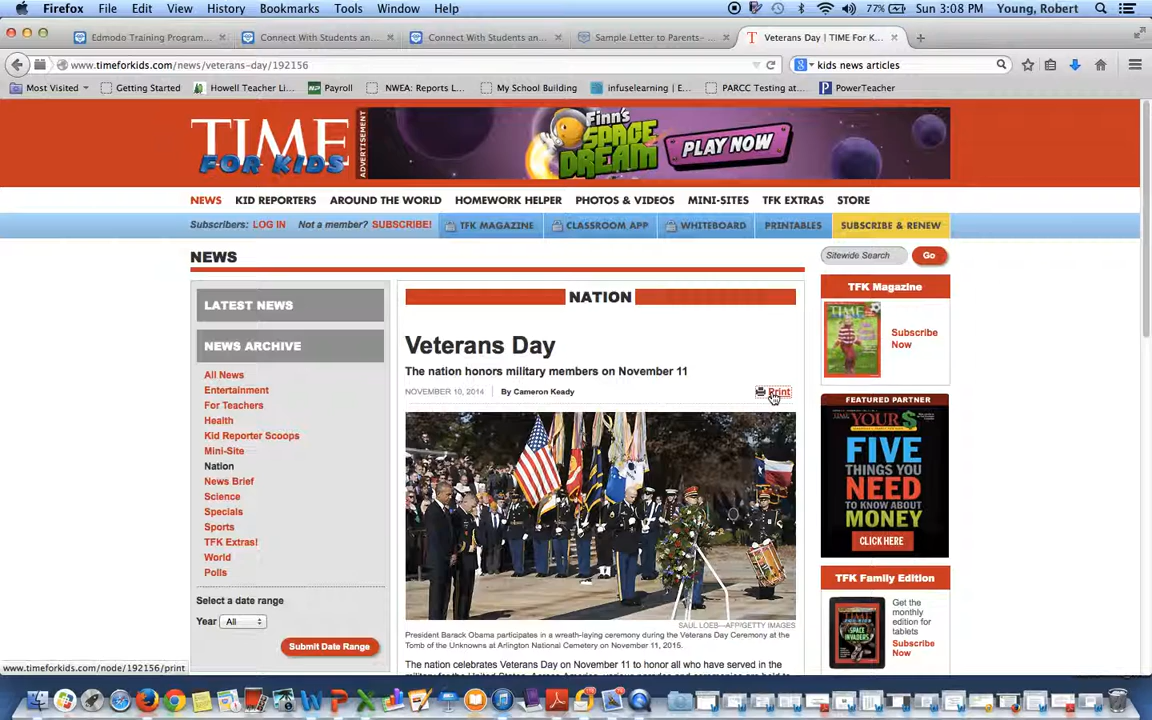 Firefox File Edit View History Bookmarks Tools Window Help 77% Sun 3:08 PM Young, Robert
Edmodo Training Program... × Connect With Students an... × Connect With Students an... × Sample Letter to Parents-... × T Veterans Day | TIME For K... × +
www.timeforkids.com/news/veterans-day/192156 kids news articles
Most Visited Getting Started Howell Teacher Li... NP Payroll NWEA: Reports L... My School Building infuselearning | E... PARCC Testing at... P PowerTeacher
TIME
FOR KIDS
ADVERTISEMENT
Finn's
SPACE
DREAM
PLAY NOW
NEWS KID REPORTERS AROUND THE WORLD HOMEWORK HELPER PHOTOS & VIDEOS MINI-SITES TFK EXTRAS STORE
Subscribers: LOG IN Not a member? SUBSCRIBE! TFK MAGAZINE CLASSROOM APP WHITEBOARD PRINTABLES SUBSCRIBE & RENEW
NEWS
Sitewide Search Go
LATEST NEWS
NEWS ARCHIVE
All News
Entertainment
For Teachers
Health
Kid Reporter Scoops
Mini-Site
Nation
News Brief
Science
Specials
Sports
TFK Extras!
World
Polls
Select a date range
Year All
Submit Date Range
NATION
Veterans Day
The nation honors military members on November 11
NOVEMBER 10, 2014 | By Cameron Keady
Print
SAUL LOEB—AFP/GETTY IMAGES
President Barack Obama participates in a wreath-laying ceremony during the Veterans Day Ceremony at the
Tomb of the Unknowns at Arlington National Cemetery on November 11, 2015.
The nation celebrates Veterans Day on November 11 to honor all who have served in the
TFK Magazine
TIME
Subscribe
Now
FEATURED PARTNER
TIME
YOUR $
FIVE
THINGS YOU
NEED
TO KNOW ABOUT
MONEY
CLICK HERE
TFK Family Edition
SPACE
INVADERS
Get the
monthly
edition for
tablets
Subscribe
Now
www.timeforkids.com/node/192156/print